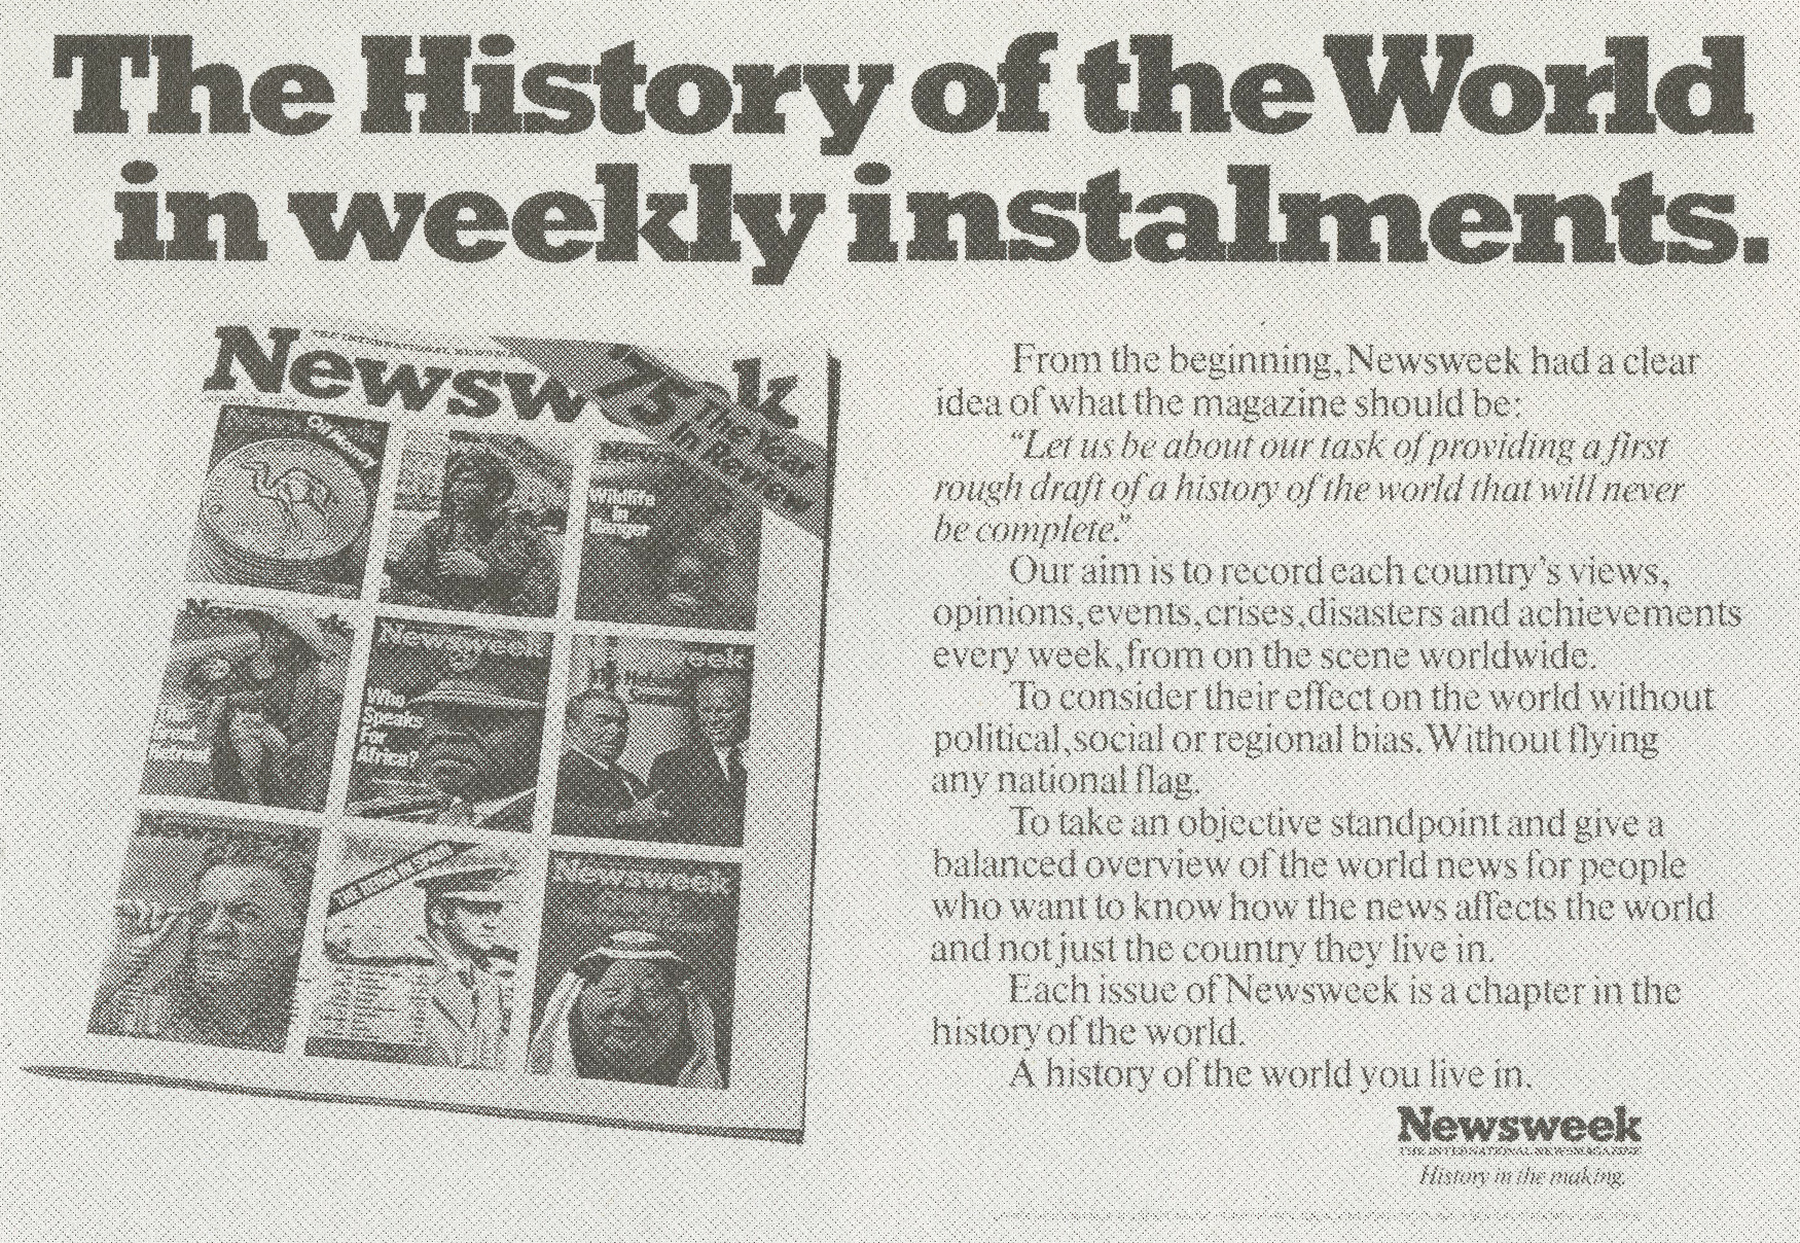 The History of the World
in weekly instalments.
Newsw k
75 The Year
In Review
Oil Money
Wildlife
in
Danger
Newsweek
Who
Speaks
For
Africa?
eek
Newsweek
Newsweek
From the beginning, Newsweek had a clear
idea of what the magazine should be:
“Let us be about our task of providing a first
rough draft of a history of the world that will never
be complete.”
Our aim is to record each country’s views,
opinions, events, crises, disasters and achievements
every week, from on the scene worldwide.
To consider their effect on the world without
political, social or regional bias. Without flying
any national flag.
To take an objective standpoint and give a
balanced overview of the world news for people
who want to know how the news affects the world
and not just the country they live in.
Each issue of Newsweek is a chapter in the
history of the world.
A history of the world you live in.
Newsweek
THE INTERNATIONAL NEWSMAGAZINE
History in the making.